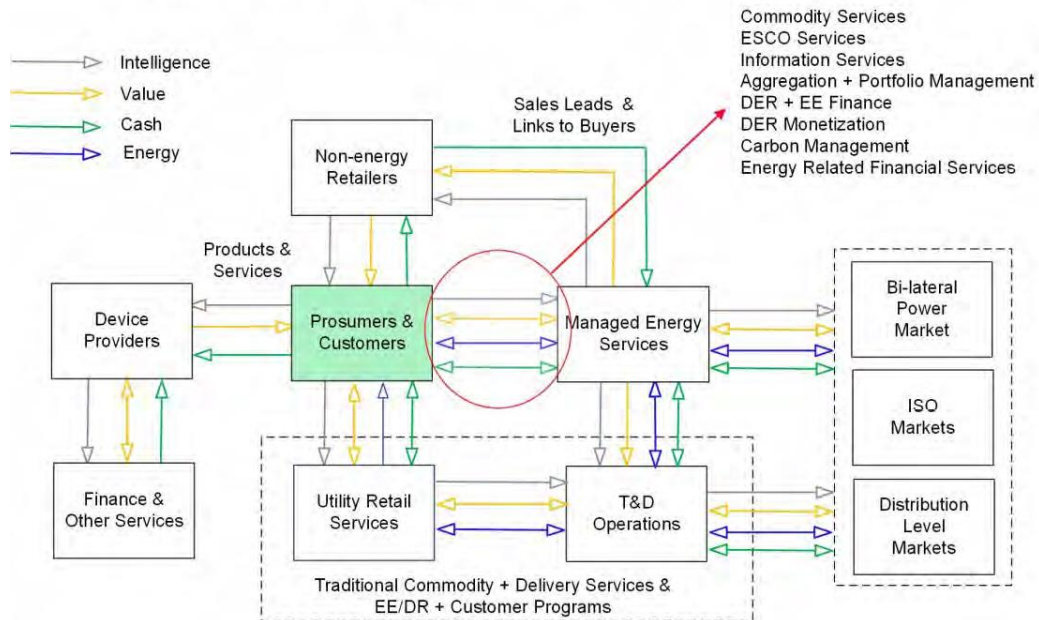 Commodity Services
ESCO Services
Information Services
Aggregation + Portfolio Management
DER + EE Finance
DER Monetization
Carbon Management
Energy Related Financial Services
Intelligence
Value
Cash
Energy
Sales Leads &
Links to Buyers
Non-energy
Retailers
Products &
Services
Device
Providers
Prosumers &
Customers
Managed Energy
Services
Bi-lateral
Power
Market
ISO
Markets
Finance &
Other Services
Utility Retail
Services
T&D
Operations
Distribution
Level
Markets
Traditional Commodity + Delivery Services &
EE/DR + Customer Programs